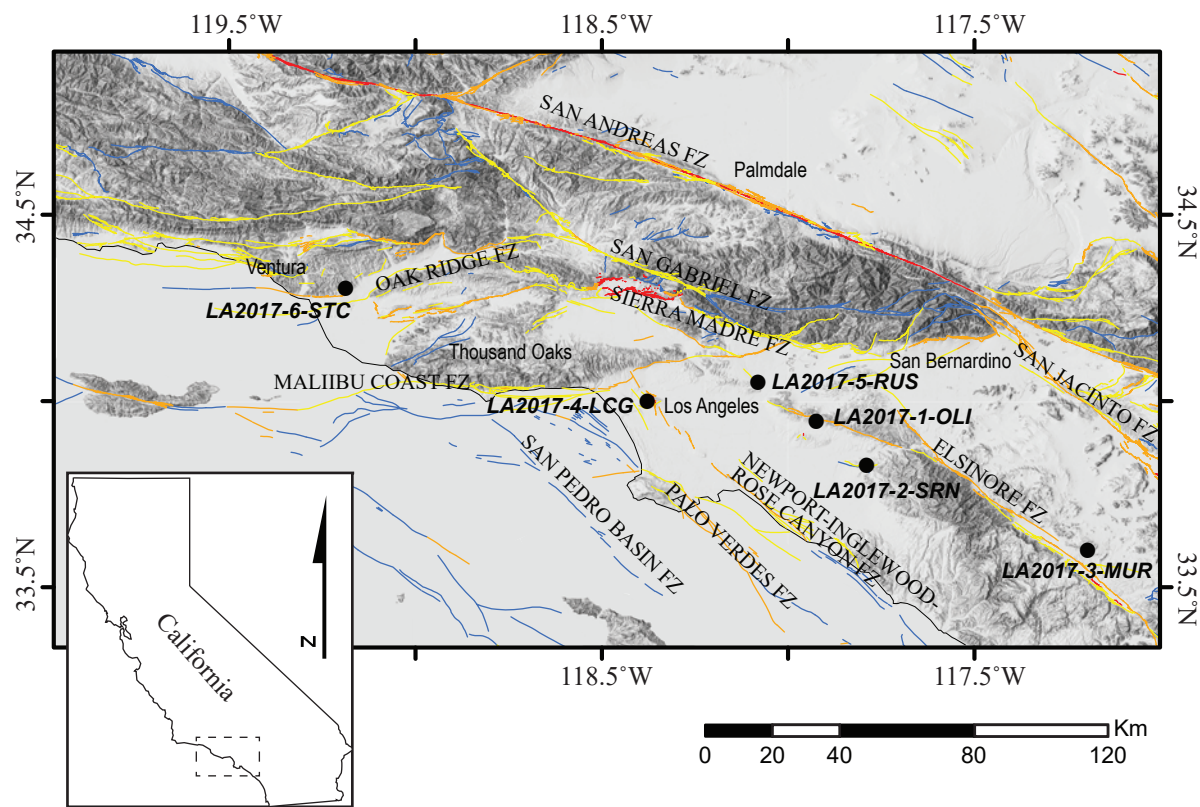 119.5°W
118.5°W
117.5°W
34.5°N
34.5°N
33.5°N
33.5°N
SAN ANDREAS FZ
Palmdale
Ventura
OAK RIDGE FZ
LA2017-6-STC
SAN GABRIEL FZ
SIERRA MADRE FZ
Thousand Oaks
San Bernardino
SAN JACINTO FZ
MALIIBU COAST FZ
LA2017-5-RUS
LA2017-4-LCG
Los Angeles
LA2017-1-OLI
ELSINORE FZ
LA2017-2-SRN
NEWPORT-INGLEWOOD-
ROSE CANYON FZ
SAN PEDRO BASIN FZ
PALO VERDES FZ
LA2017-3-MUR
118.5°W
117.5°W
California
N
Km
0 20 40 80 120